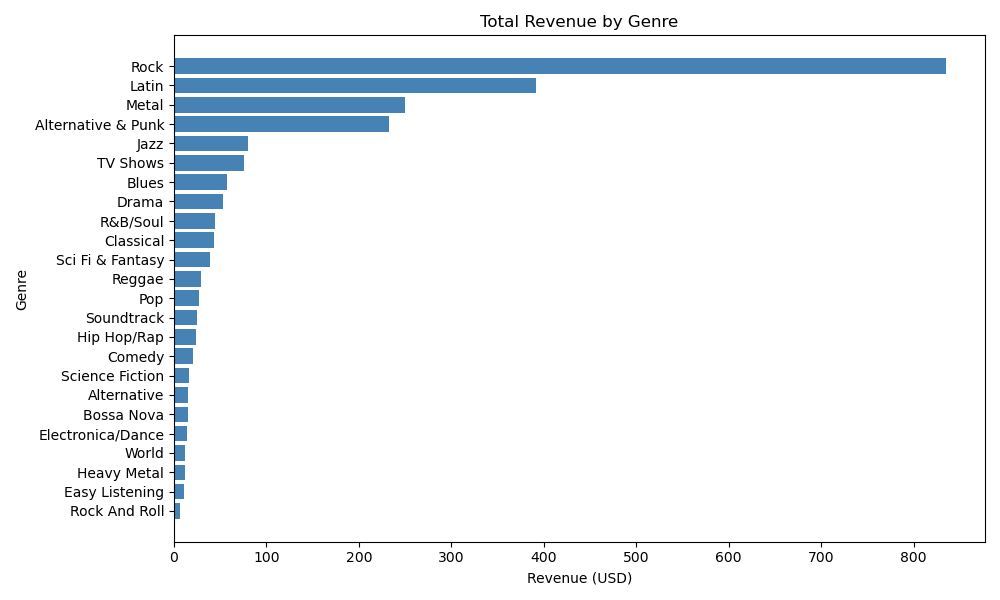 Total Revenue by Genre
Genre
Rock
Latin
Metal
Alternative & Punk
Jazz
TV Shows
Blues
Drama
R&B/Soul
Classical
Sci Fi & Fantasy
Reggae
Pop
Soundtrack
Hip Hop/Rap
Comedy
Science Fiction
Alternative
Bossa Nova
Electronica/Dance
World
Heavy Metal
Easy Listening
Rock And Roll
0 100 200 300 400 500 600 700 800
Revenue (USD)